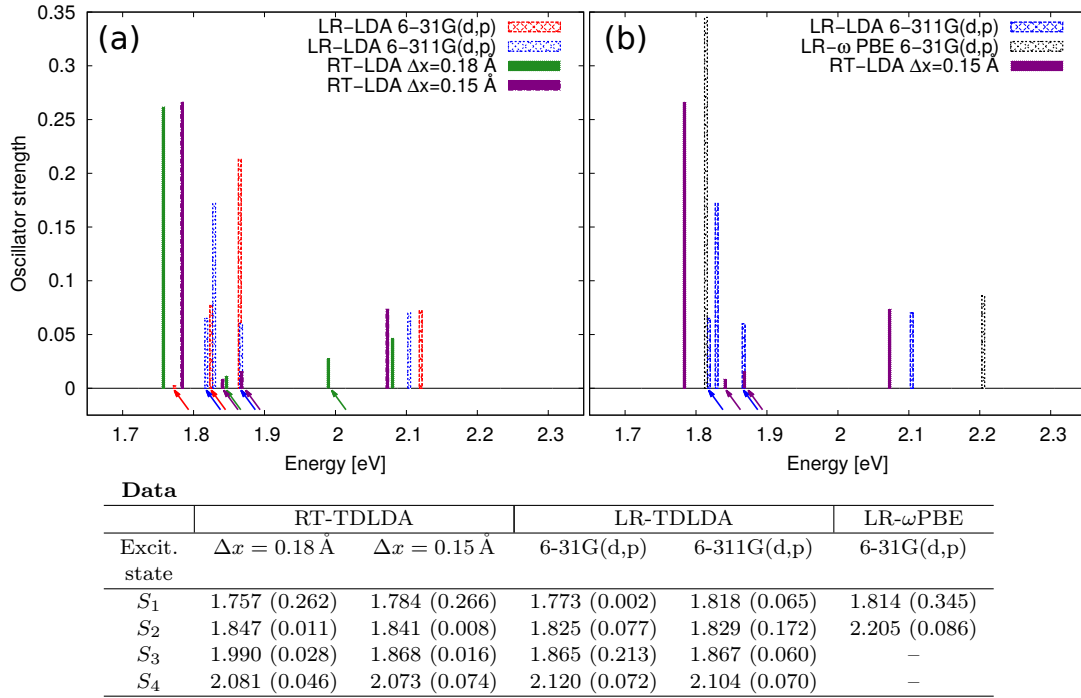 (a)
LR−LDA 6−31G(d,p)
LR−LDA 6−311G(d,p)
RT−LDA Δx=0.18 Å
RT−LDA Δx=0.15 Å
(b)
LR−LDA 6−311G(d,p)
LR−ω PBE 6−31G(d,p)
RT−LDA Δx=0.15 Å
Oscillator strength
0.35
0.3
0.25
0.2
0.15
0.1
0.05
0
1.7 1.8 1.9 2 2.1 2.2 2.3
1.7 1.8 1.9 2 2.1 2.2 2.3
Energy [eV]
Energy [eV]
Data
RT-TDLDA LR-TDLDA LR-ωPBE
Excit. Δx = 0.18 Å Δx = 0.15 Å 6-31G(d,p) 6-311G(d,p) 6-31G(d,p)
state
S1 1.757 (0.262) 1.784 (0.266) 1.773 (0.002) 1.818 (0.065) 1.814 (0.345)
S2 1.847 (0.011) 1.841 (0.008) 1.825 (0.077) 1.829 (0.172) 2.205 (0.086)
S3 1.990 (0.028) 1.868 (0.016) 1.865 (0.213) 1.867 (0.060) –
S4 2.081 (0.046) 2.073 (0.074) 2.120 (0.072) 2.104 (0.070) –